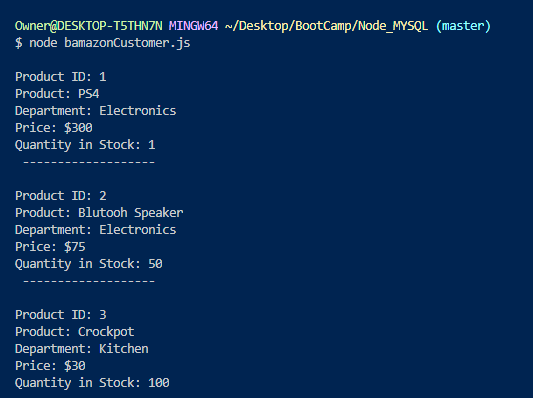 Owner@DESKTOP-T5THN7N MINGW64 ~/Desktop/BootCamp/Node_MYSQL (master)
$ node bamazonCustomer.js
Product ID: 1
Product: PS4
Department: Electronics
Price: $300
Quantity in Stock: 1
-------------------
Product ID: 2
Product: Blutooh Speaker
Department: Electronics
Price: $75
Quantity in Stock: 50
-------------------
Product ID: 3
Product: Crockpot
Department: Kitchen
Price: $30
Quantity in Stock: 100